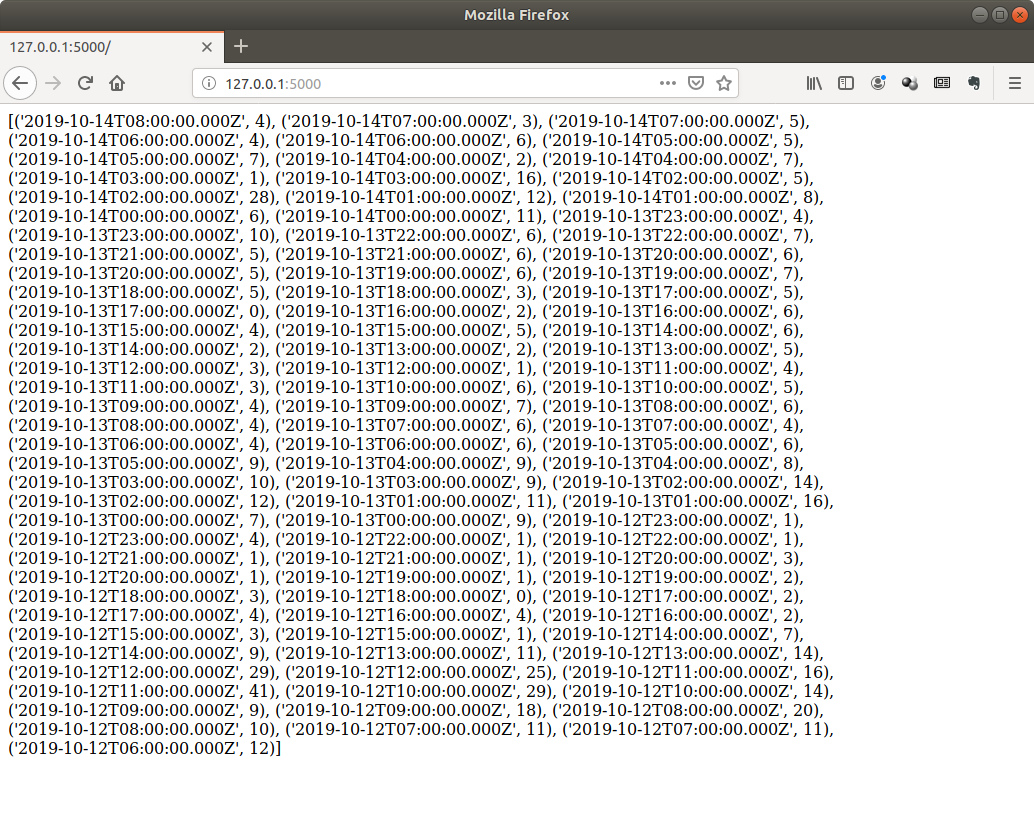 Mozilla Firefox
127.0.0.1:5000/
127.0.0.1:5000
[('2019-10-14T08:00:00.000Z', 4), ('2019-10-14T07:00:00.000Z', 3), ('2019-10-14T07:00:00.000Z', 5),
('2019-10-14T06:00:00.000Z', 4), ('2019-10-14T06:00:00.000Z', 6), ('2019-10-14T05:00:00.000Z', 5),
('2019-10-14T05:00:00.000Z', 7), ('2019-10-14T04:00:00.000Z', 2), ('2019-10-14T04:00:00.000Z', 7),
('2019-10-14T03:00:00.000Z', 1), ('2019-10-14T03:00:00.000Z', 16), ('2019-10-14T02:00:00.000Z', 5),
('2019-10-14T02:00:00.000Z', 28), ('2019-10-14T01:00:00.000Z', 12), ('2019-10-14T01:00:00.000Z', 8),
('2019-10-14T00:00:00.000Z', 6), ('2019-10-14T00:00:00.000Z', 11), ('2019-10-13T23:00:00.000Z', 4),
('2019-10-13T23:00:00.000Z', 10), ('2019-10-13T22:00:00.000Z', 6), ('2019-10-13T22:00:00.000Z', 7),
('2019-10-13T21:00:00.000Z', 5), ('2019-10-13T21:00:00.000Z', 6), ('2019-10-13T20:00:00.000Z', 6),
('2019-10-13T20:00:00.000Z', 5), ('2019-10-13T19:00:00.000Z', 6), ('2019-10-13T19:00:00.000Z', 7),
('2019-10-13T18:00:00.000Z', 5), ('2019-10-13T18:00:00.000Z', 3), ('2019-10-13T17:00:00.000Z', 5),
('2019-10-13T17:00:00.000Z', 0), ('2019-10-13T16:00:00.000Z', 2), ('2019-10-13T16:00:00.000Z', 6),
('2019-10-13T15:00:00.000Z', 4), ('2019-10-13T15:00:00.000Z', 5), ('2019-10-13T14:00:00.000Z', 6),
('2019-10-13T14:00:00.000Z', 2), ('2019-10-13T13:00:00.000Z', 2), ('2019-10-13T13:00:00.000Z', 5),
('2019-10-13T12:00:00.000Z', 3), ('2019-10-13T12:00:00.000Z', 1), ('2019-10-13T11:00:00.000Z', 4),
('2019-10-13T11:00:00.000Z', 3), ('2019-10-13T10:00:00.000Z', 6), ('2019-10-13T10:00:00.000Z', 5),
('2019-10-13T09:00:00.000Z', 4), ('2019-10-13T09:00:00.000Z', 7), ('2019-10-13T08:00:00.000Z', 6),
('2019-10-13T08:00:00.000Z', 4), ('2019-10-13T07:00:00.000Z', 6), ('2019-10-13T07:00:00.000Z', 4),
('2019-10-13T06:00:00.000Z', 4), ('2019-10-13T06:00:00.000Z', 6), ('2019-10-13T05:00:00.000Z', 6),
('2019-10-13T05:00:00.000Z', 9), ('2019-10-13T04:00:00.000Z', 9), ('2019-10-13T04:00:00.000Z', 8),
('2019-10-13T03:00:00.000Z', 10), ('2019-10-13T03:00:00.000Z', 9), ('2019-10-13T02:00:00.000Z', 14),
('2019-10-13T02:00:00.000Z', 12), ('2019-10-13T01:00:00.000Z', 11), ('2019-10-13T01:00:00.000Z', 16),
('2019-10-13T00:00:00.000Z', 7), ('2019-10-13T00:00:00.000Z', 9), ('2019-10-12T23:00:00.000Z', 1),
('2019-10-12T23:00:00.000Z', 4), ('2019-10-12T22:00:00.000Z', 1), ('2019-10-12T22:00:00.000Z', 1),
('2019-10-12T21:00:00.000Z', 1), ('2019-10-12T21:00:00.000Z', 1), ('2019-10-12T20:00:00.000Z', 3),
('2019-10-12T20:00:00.000Z', 1), ('2019-10-12T19:00:00.000Z', 1), ('2019-10-12T19:00:00.000Z', 2),
('2019-10-12T18:00:00.000Z', 3), ('2019-10-12T18:00:00.000Z', 0), ('2019-10-12T17:00:00.000Z', 2),
('2019-10-12T17:00:00.000Z', 4), ('2019-10-12T16:00:00.000Z', 4), ('2019-10-12T16:00:00.000Z', 2),
('2019-10-12T15:00:00.000Z', 3), ('2019-10-12T15:00:00.000Z', 1), ('2019-10-12T14:00:00.000Z', 7),
('2019-10-12T14:00:00.000Z', 9), ('2019-10-12T13:00:00.000Z', 11), ('2019-10-12T13:00:00.000Z', 14),
('2019-10-12T12:00:00.000Z', 29), ('2019-10-12T12:00:00.000Z', 25), ('2019-10-12T11:00:00.000Z', 16),
('2019-10-12T11:00:00.000Z', 41), ('2019-10-12T10:00:00.000Z', 29), ('2019-10-12T10:00:00.000Z', 14),
('2019-10-12T09:00:00.000Z', 9), ('2019-10-12T09:00:00.000Z', 18), ('2019-10-12T08:00:00.000Z', 20),
('2019-10-12T08:00:00.000Z', 10), ('2019-10-12T07:00:00.000Z', 11), ('2019-10-12T07:00:00.000Z', 11),
('2019-10-12T06:00:00.000Z', 12)]